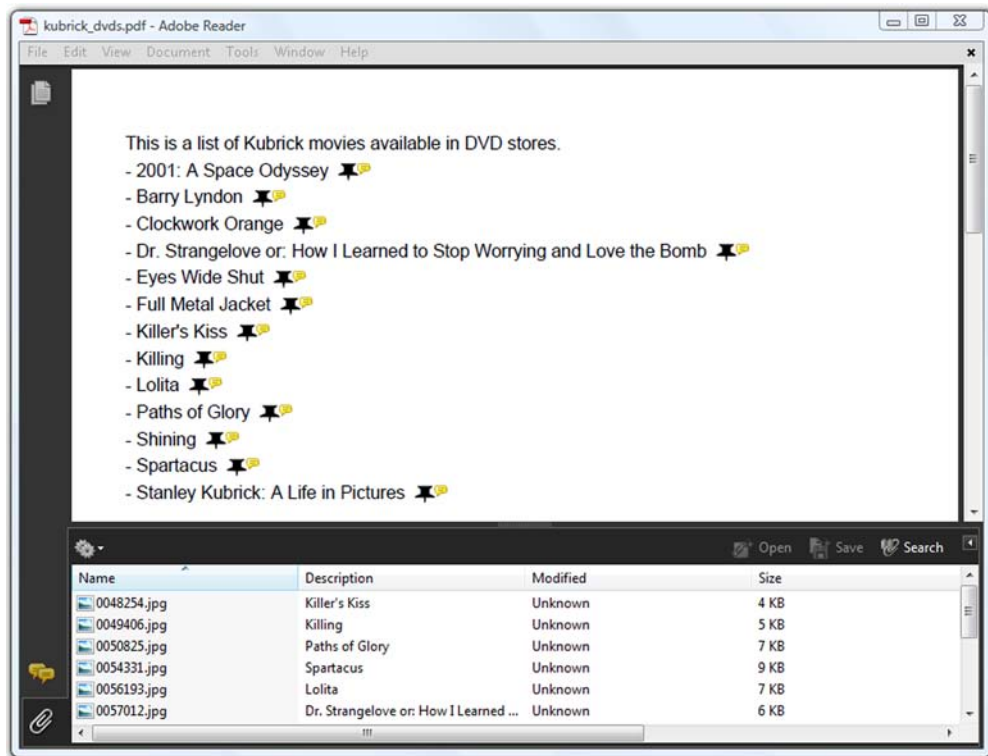 kubrick_dvds.pdf - Adobe Reader
File Edit View Document Tools Window Help
This is a list of Kubrick movies available in DVD stores.
- 2001: A Space Odyssey
- Barry Lyndon
- Clockwork Orange
- Dr. Strangelove or: How I Learned to Stop Worrying and Love the Bomb
- Eyes Wide Shut
- Full Metal Jacket
- Killer's Kiss
- Killing
- Lolita
- Paths of Glory
- Shining
- Spartacus
- Stanley Kubrick: A Life in Pictures
Open Save Search
Name Description Modified Size
0048254.jpg Killer's Kiss Unknown 4 KB
0049406.jpg Killing Unknown 5 KB
0050825.jpg Paths of Glory Unknown 7 KB
0054331.jpg Spartacus Unknown 9 KB
0056193.jpg Lolita Unknown 7 KB
0057012.jpg Dr. Strangelove or: How I Learned ... Unknown 6 KB